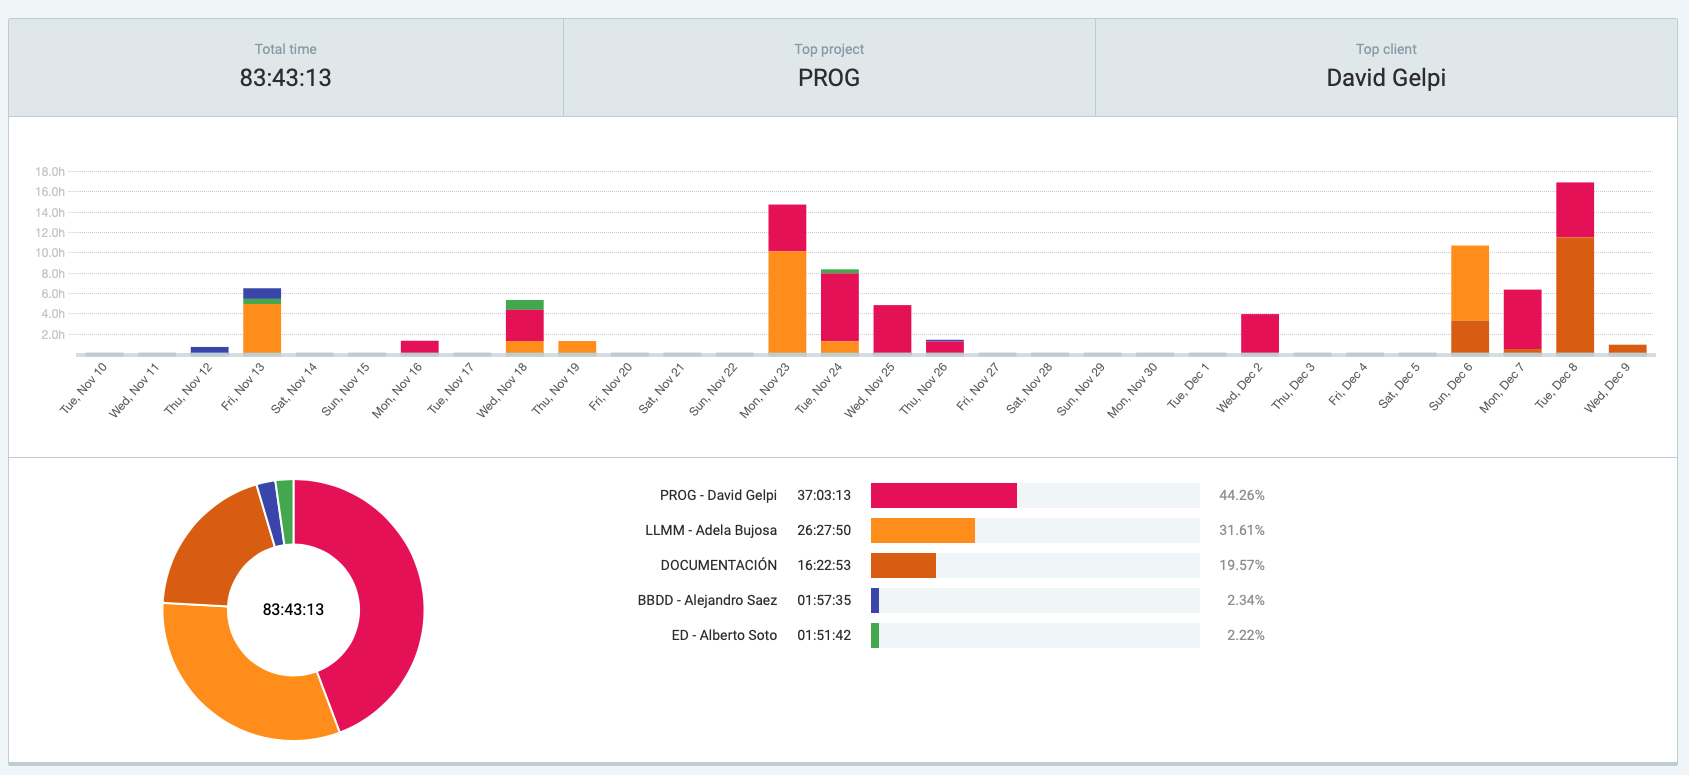 Total time
83:43:13
Top project
PROG
Top client
David Gelpi
18.0h
16.0h
14.0h
12.0h
10.0h
8.0h
6.0h
4.0h
2.0h
Tue, Nov 10
Wed, Nov 11
Thu, Nov 12
Fri, Nov 13
Sat, Nov 14
Sun, Nov 15
Mon, Nov 16
Tue, Nov 17
Wed, Nov 18
Thu, Nov 19
Fri, Nov 20
Sat, Nov 21
Sun, Nov 22
Mon, Nov 23
Tue, Nov 24
Wed, Nov 25
Thu, Nov 26
Fri, Nov 27
Sat, Nov 28
Sun, Nov 29
Mon, Nov 30
Tue, Dec 1
Wed, Dec 2
Thu, Dec 3
Fri, Dec 4
Sat, Dec 5
Sun, Dec 6
Mon, Dec 7
Tue, Dec 8
Wed, Dec 9
83:43:13
PROG - David Gelpi 37:03:13 44.26%
LLMM - Adela Bujosa 26:27:50 31.61%
DOCUMENTACIÓN 16:22:53 19.57%
BBDD - Alejandro Saez 01:57:35 2.34%
ED - Alberto Soto 01:51:42 2.22%